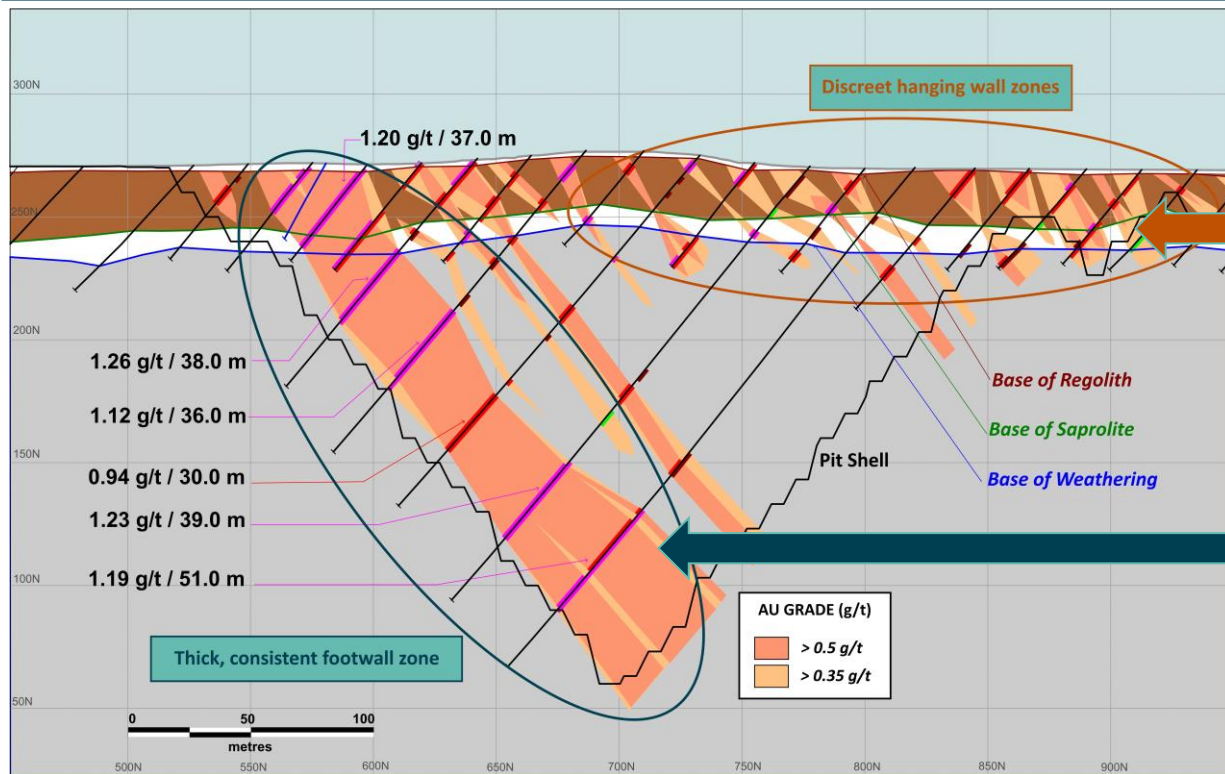 300N
250N
200N
150N
100N
50N
Discreet hanging wall zones
1.20 g/t / 37.0 m
1.26 g/t / 38.0 m
1.12 g/t / 36.0 m
0.94 g/t / 30.0 m
1.23 g/t / 39.0 m
1.19 g/t / 51.0 m
Base of Regolith
Base of Saprolite
Base of Weathering
Pit Shell
Thick, consistent footwall zone
AU GRADE (g/t)
> 0.5 g/t
> 0.35 g/t
0 50 100
metres
500N 550N 600N 650N 700N 750N 800N 850N 900N